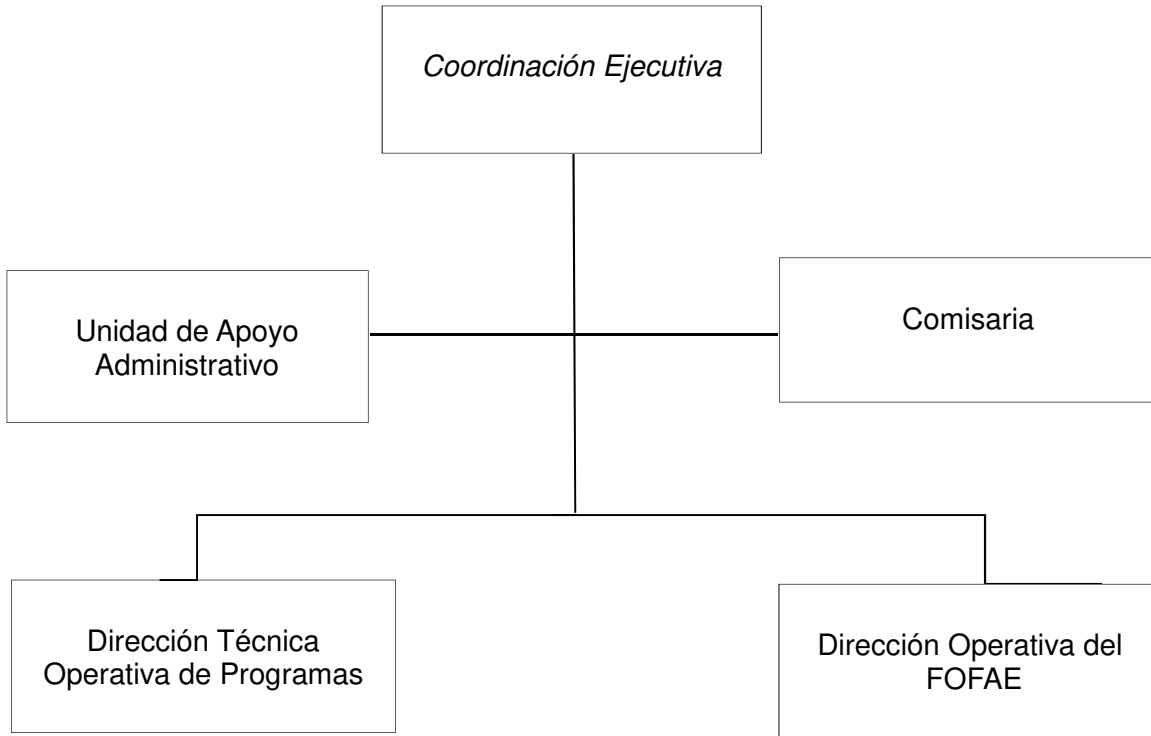 Coordinación Ejecutiva
Unidad de Apoyo
Administrativo
Comisaria
Dirección Técnica
Operativa de Programas
Dirección Operativa del
FOFAE